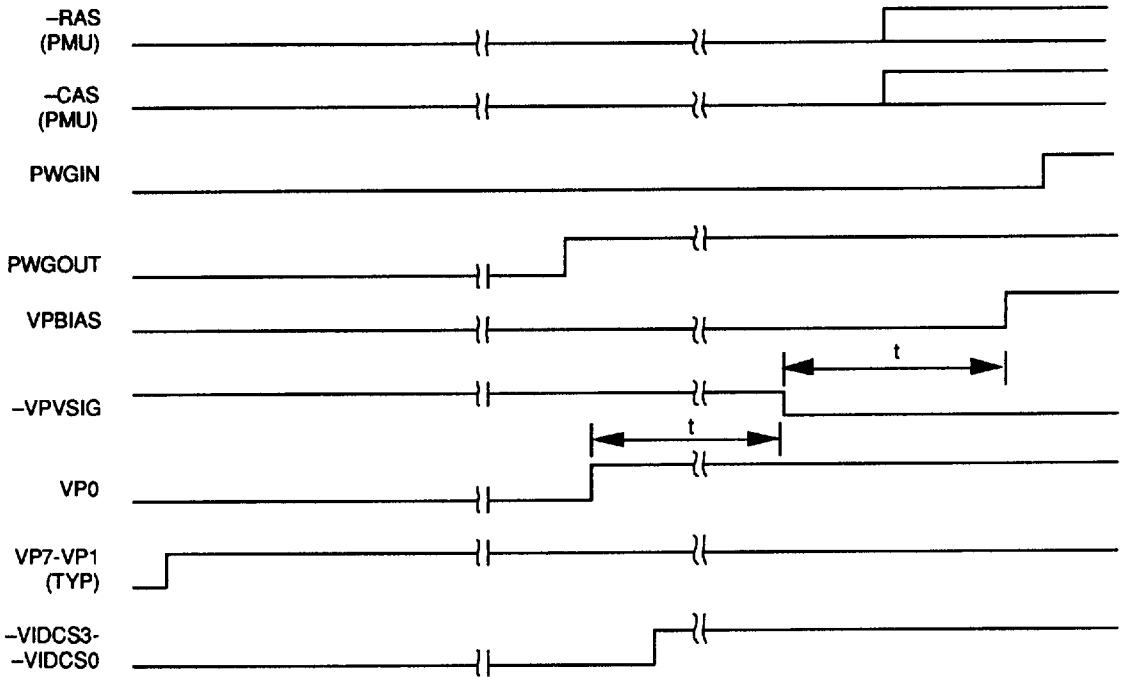 –RAS
(PMU)
–CAS
(PMU)
PWGIN
PWGOUT
VPBIAS
t
–VPVSIG
t
VP0
VP7-VP1
(TYP)
–VIDCS3-
–VIDCS0